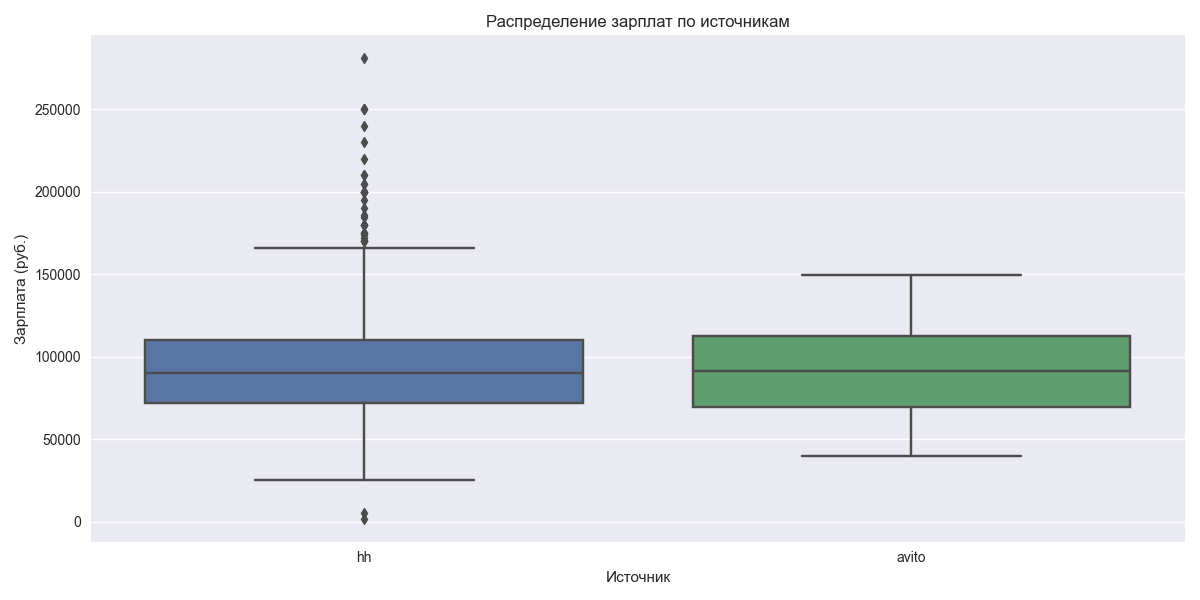 Распределение зарплат по источникам
Зарплата (руб.)
250000
200000
150000
100000
50000
0
hh
avito
Источник